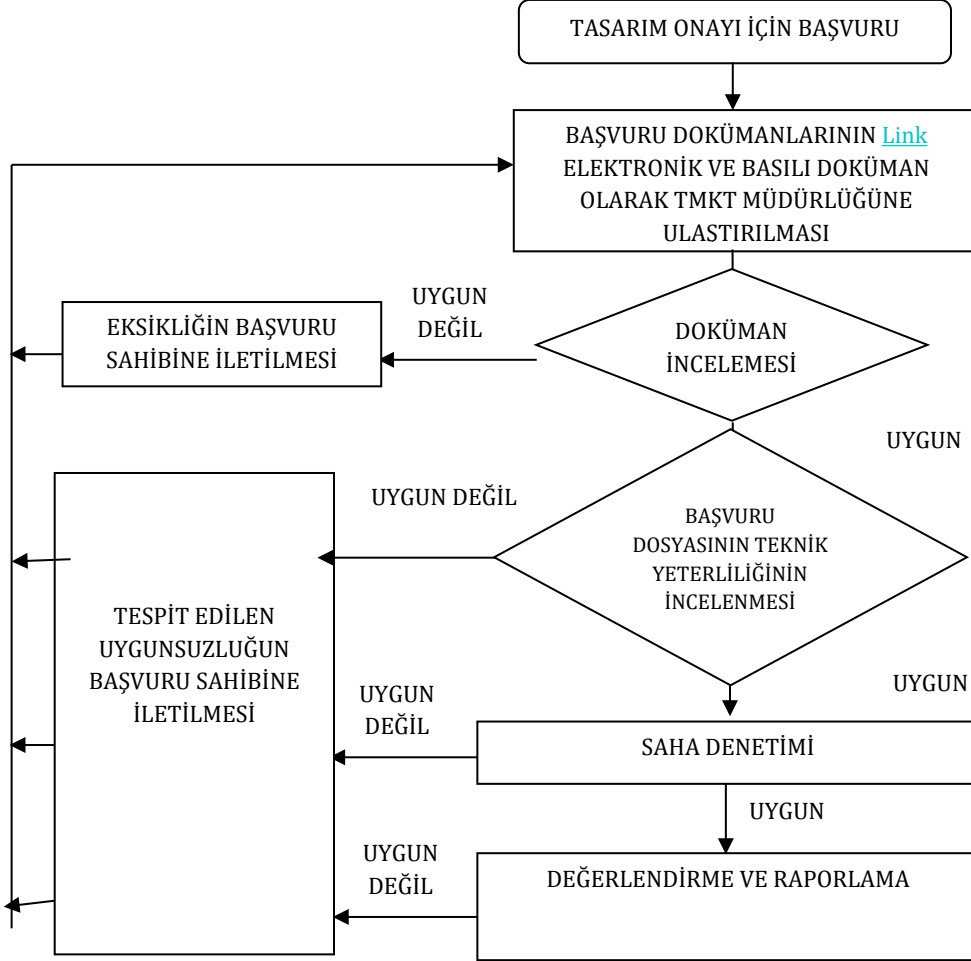 TASARIM ONAYI İÇİN BAŞVURU
BAŞVURU DOKÜMANLARININ Link
ELEKTRONİK VE BASILI DOKÜMAN
OLARAK TMKT MÜDÜRLÜĞÜNE
ULASTIRILMASI
UYGUN
DEĞİL
EKSİKLİĞİN BAŞVURU
SAHİBİNE İLETİLMESİ
DOKÜMAN
İNCELEMESİ
UYGUN
UYGUN DEĞİL
BAŞVURU
DOSYASININ TEKNİK
YETERLİLİĞİNİN
İNCELENMESİ
TESPİT EDİLEN
UYGUNSUZLUĞUN
BAŞVURU SAHİBİNE
İLETİLMESİ
UYGUN
UYGUN
DEĞİL
SAHA DENETİMİ
UYGUN
UYGUN
DEĞİL
DEĞERLENDİRME VE RAPORLAMA